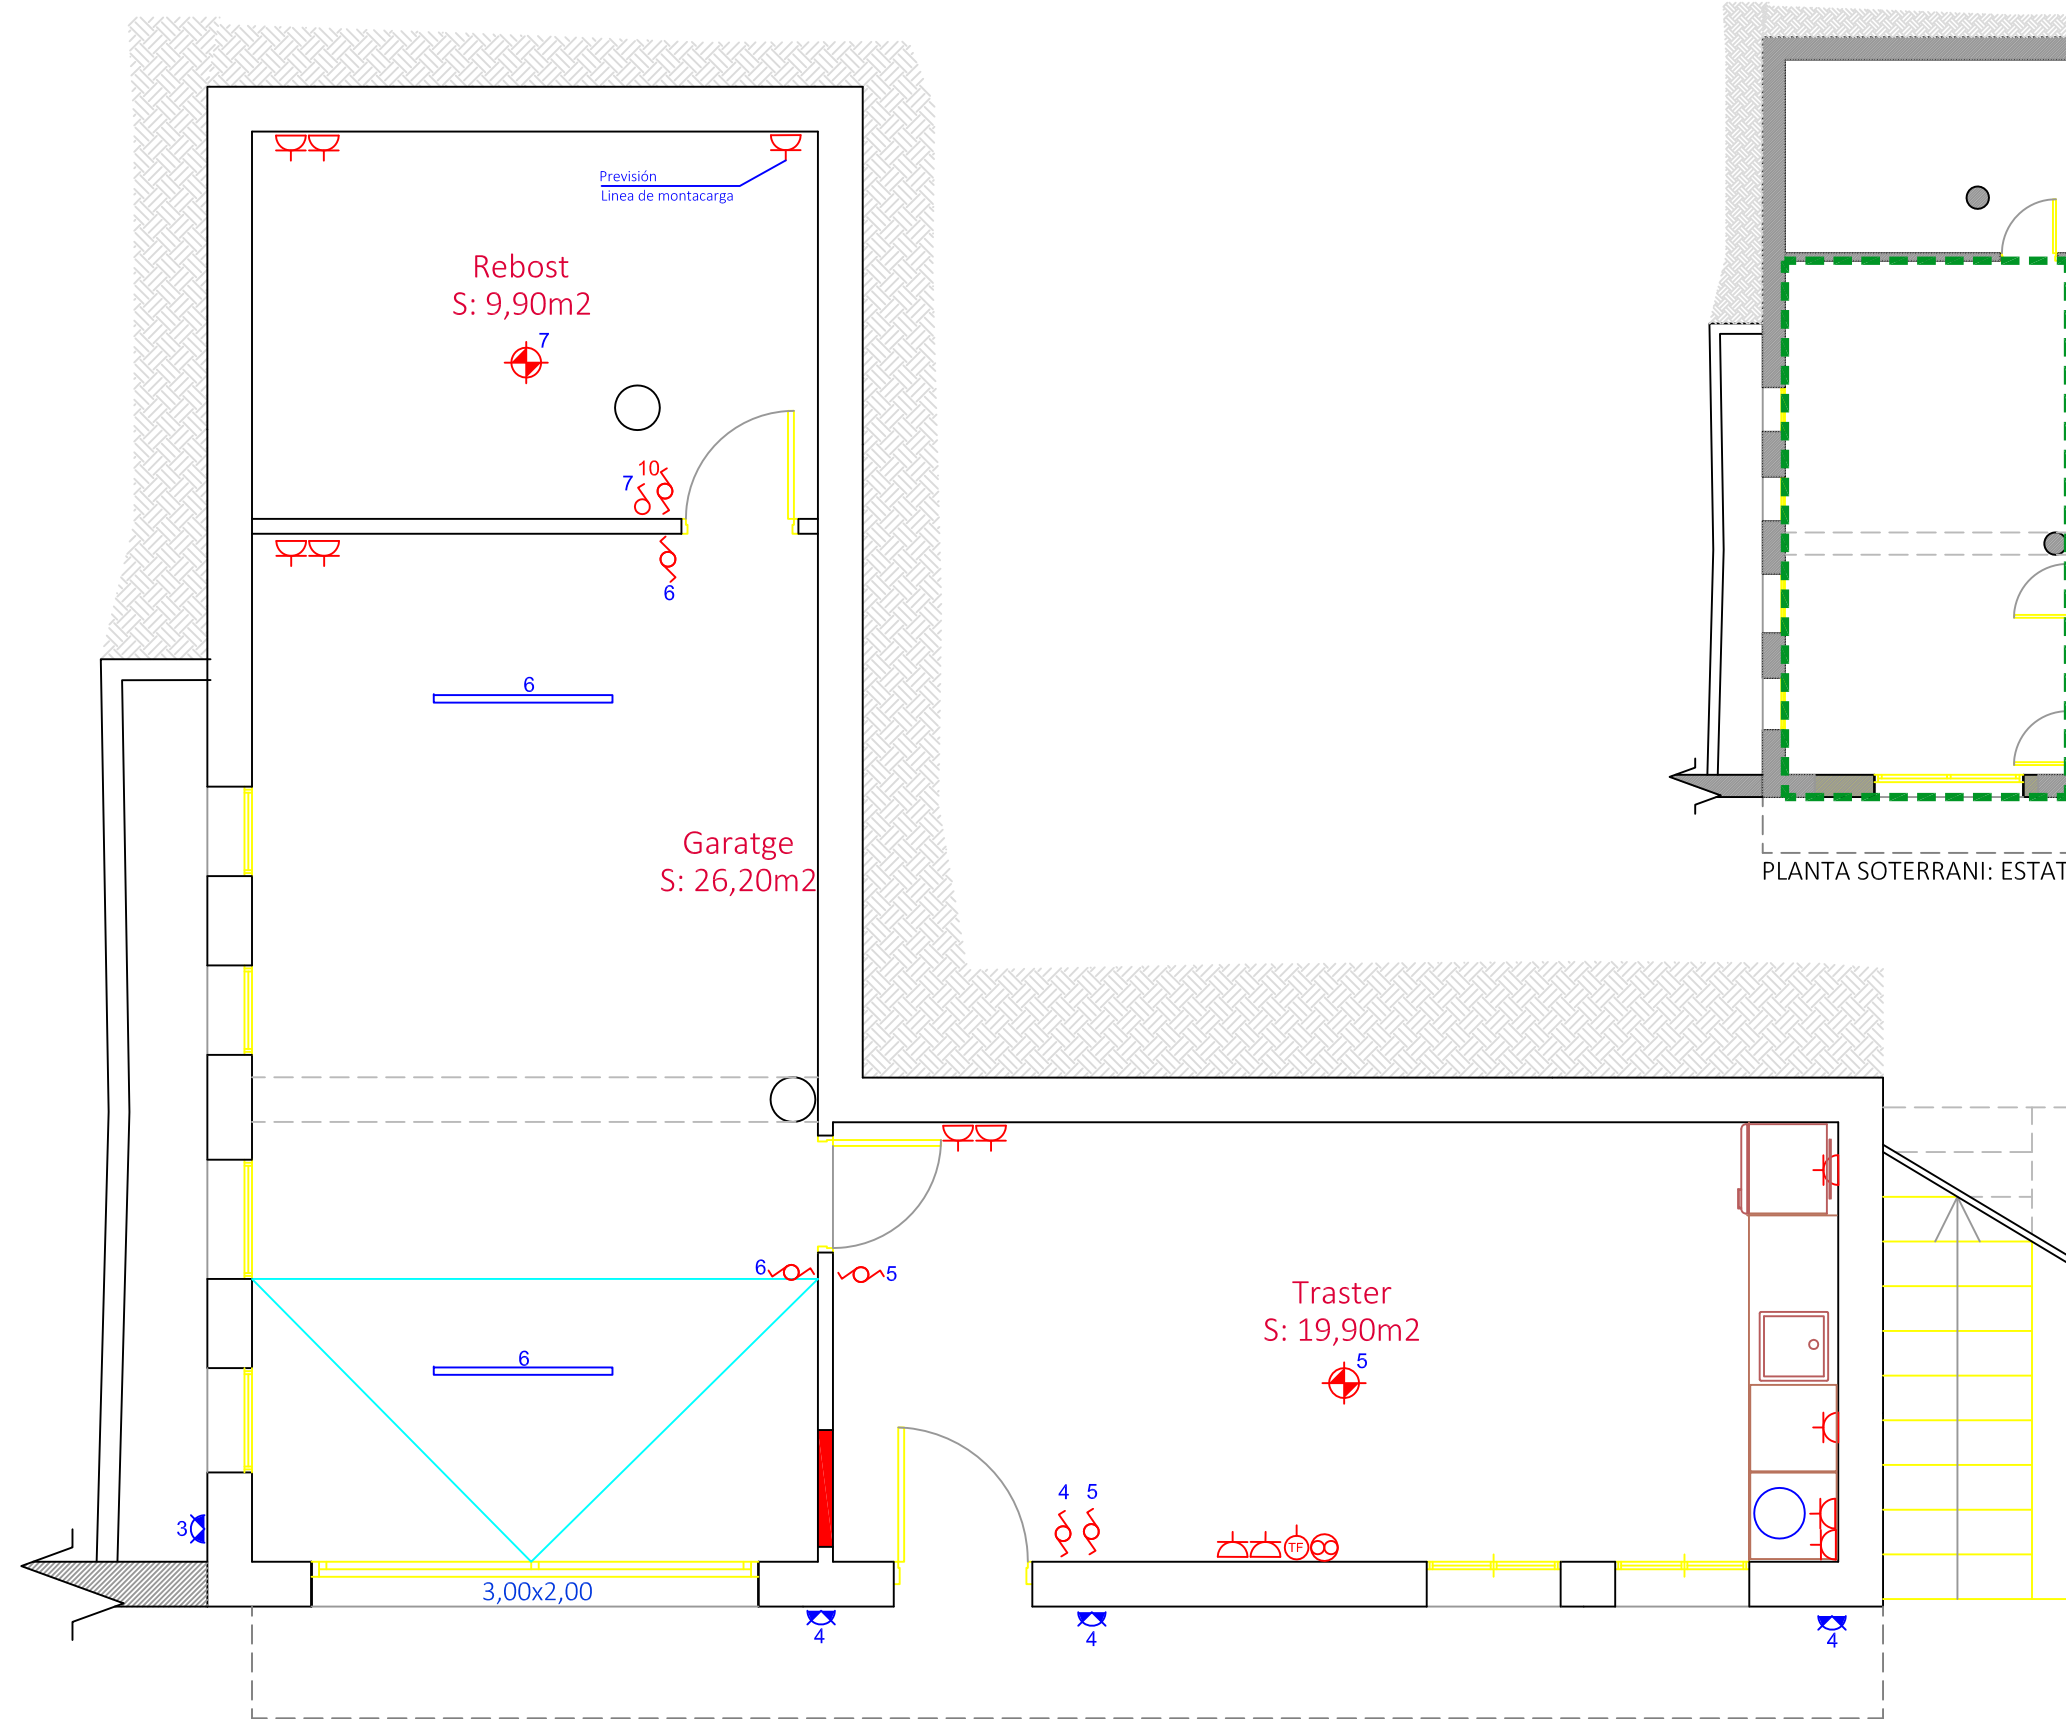 Previsión
Linea de montacarga
Rebost
S: 9,90m2
7
10
7
6
6
Garatge
S: 26,20m2
PLANTA SOTERRANI: ESTAT
6
5
Traster
S: 19,90m2
6
5
4
5
3
TF
3,00x2,00
4
4
4